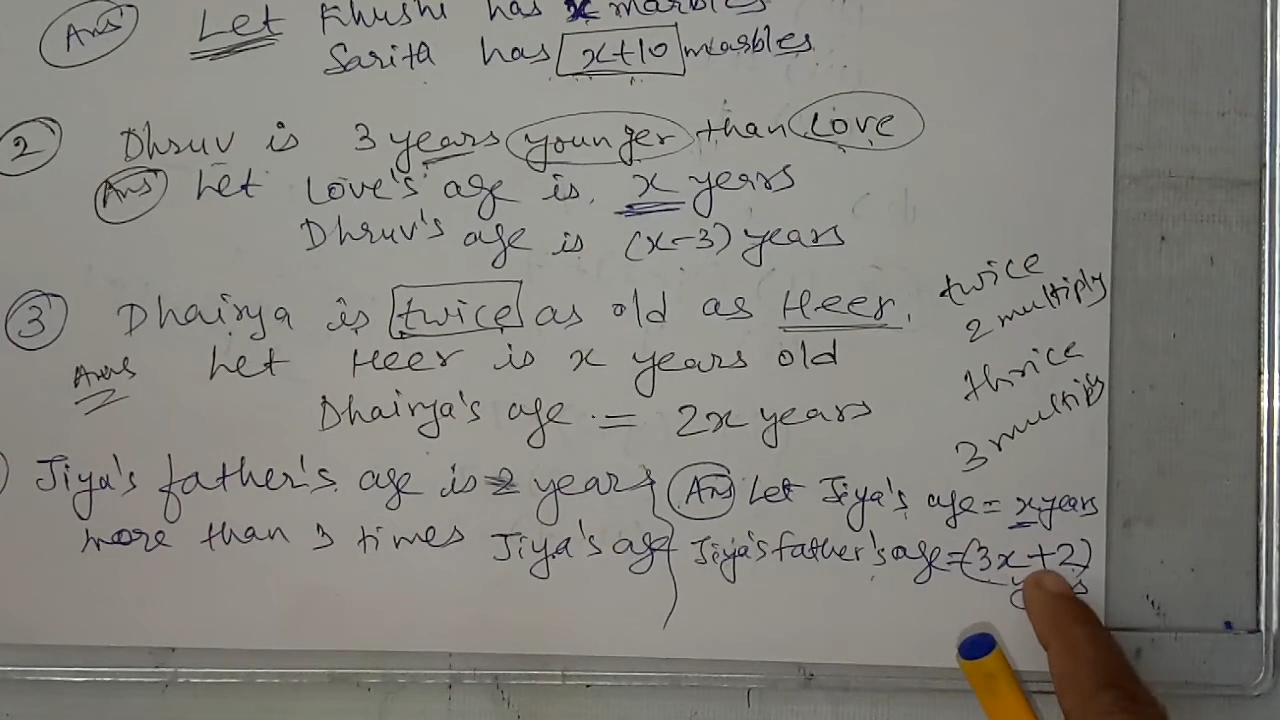 Ans Let Khushi has x marbles
Sarita has x+10 marbles
2 Dhruv is 3 years younger than Love
Ans Let Love's age is x years
Dhruv's age is (x-3) years
3 Dhairya is twice as old as Heer.
Ans Let Heer is x years old
Dhairya's age = 2x years
twice
2 multiply
thrice
3 multiply
) Jiya's father's age is 2 years
more than 3 times Jiya's age
Ans Let Jiya's age = x years
Jiya's father's age = (3x+2)